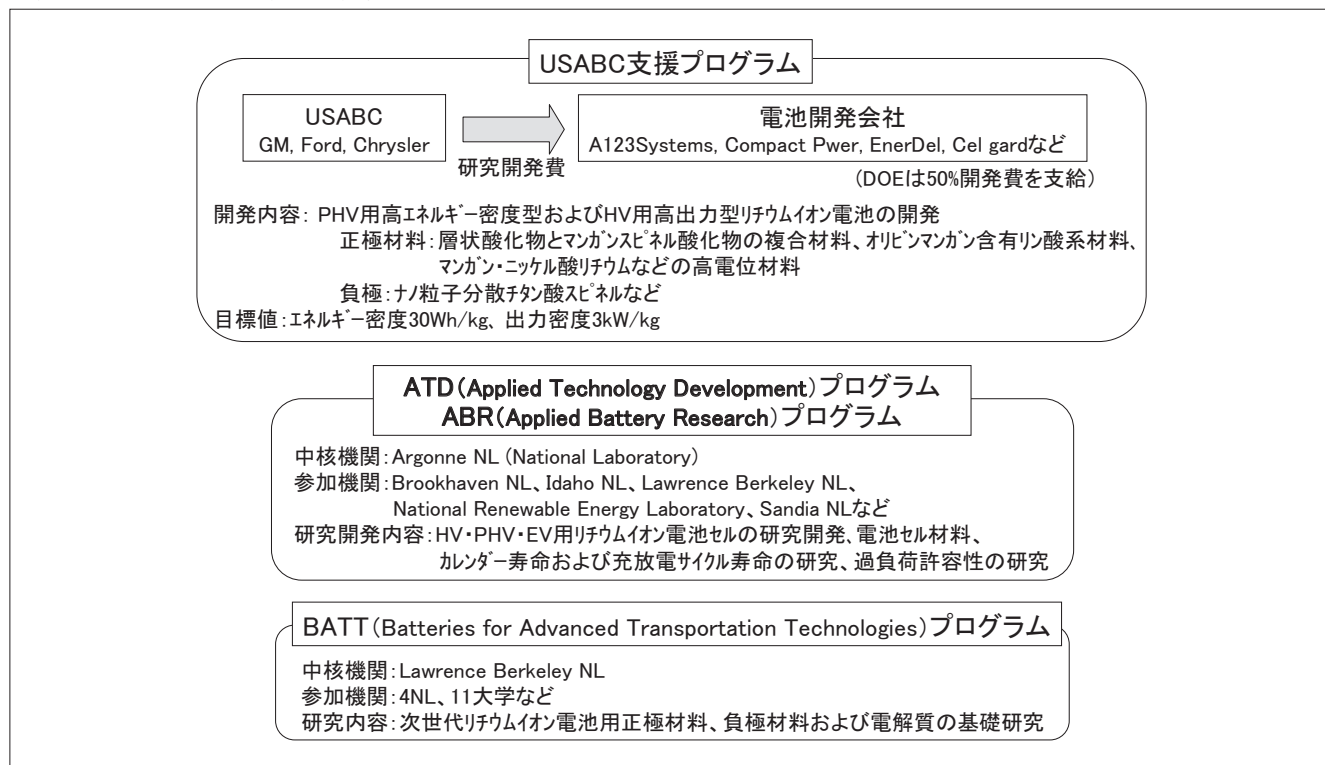 USABC支援プログラム
USABC
GM, Ford, Chrysler
研究開発費
電池開発会社
A123Systems, Compact Pwer, EnerDel, Cel gardなど
(DOEは50%開発費を支給)
開発内容: PHV用高ｴﾈﾙｷﾞｰ密度型およびHV用高出力型ﾘﾁｳﾑｲｵﾝ電池の開発
正極材料:層状酸化物とﾏﾝｶﾞﾝｽﾋﾟﾈﾙ酸化物の複合材料、ｵﾘﾋﾞﾝﾏﾝｶﾞﾝ含有ﾘﾝ酸系材料、
ﾏﾝｶﾞﾝ･ﾆｯｹﾙ酸ﾘﾁｳﾑなどの高電位材料
負極:ﾅﾉ粒子分散ﾁﾀﾝ酸ｽﾋﾟﾈﾙなど
目標値:ｴﾈﾙｷﾞｰ密度30Wh/kg、出力密度3kW/kg
ATD(Applied Technology Development)プログラム
ABR(Applied Battery Research)プログラム
中核機関:Argonne NL (National Laboratory)
参加機関:Brookhaven NL、Idaho NL、Lawrence Berkeley NL、
National Renewable Energy Laboratory、Sandia NLなど
研究開発内容:HV･PHV･EV用ﾘﾁｳﾑｲｵﾝ電池セルの研究開発、電池セル材料、
ｶﾚﾝﾀﾞｰ寿命および充放電ｻｲｸﾙ寿命の研究、過負荷許容性の研究
BATT(Batteries for Advanced Transportation Technologies)プログラム
中核機関:Lawrence Berkeley NL
参加機関:4NL、11大学など
研究内容:次世代ﾘﾁｳﾑｲｵﾝ電池用正極材料、負極材料および電解質の基礎研究